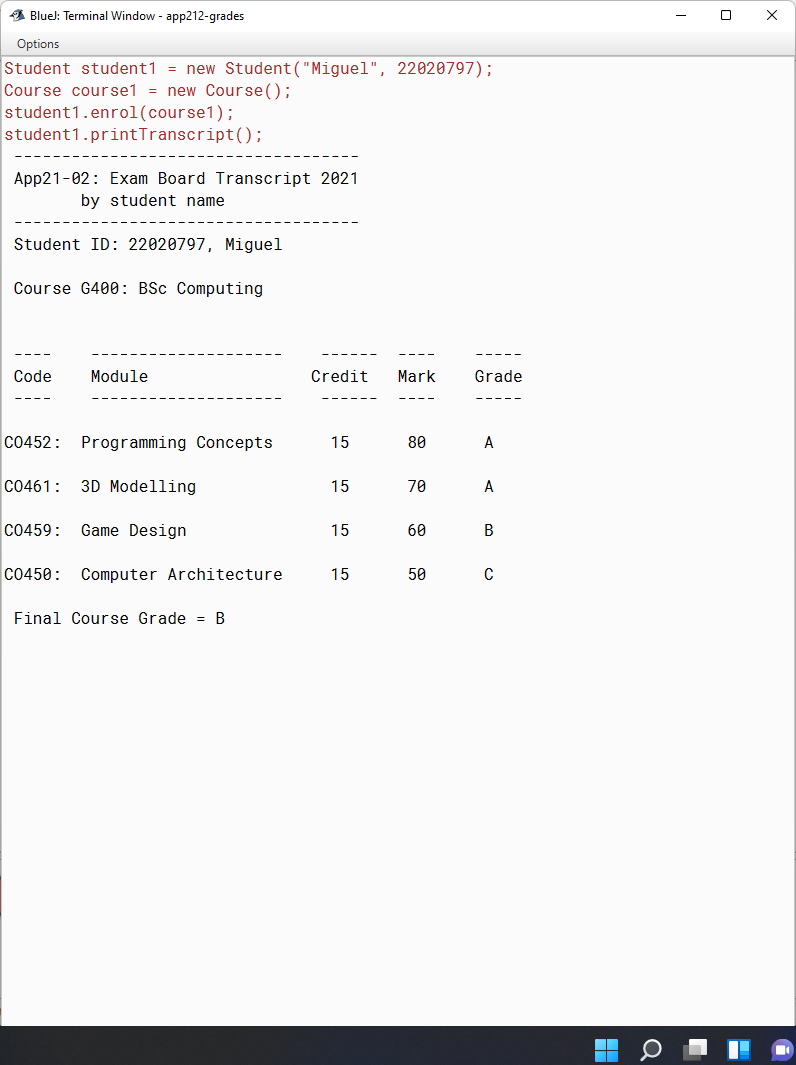 BlueJ: Terminal Window - app212-grades
Options
Student student1 = new Student("Miguel", 22020797);
Course course1 = new Course();
student1.enrol(course1);
student1.printTranscript();
------------------------------------
App21-02: Exam Board Transcript 2021
by student name
------------------------------------
Student ID: 22020797, Miguel
Course G400: BSc Computing
---- -------------------- ------ ---- -----
Code Module Credit Mark Grade
---- -------------------- ------ ---- -----
CO452: Programming Concepts 15 80 A
CO461: 3D Modelling 15 70 A
CO459: Game Design 15 60 B
CO450: Computer Architecture 15 50 C
Final Course Grade = B